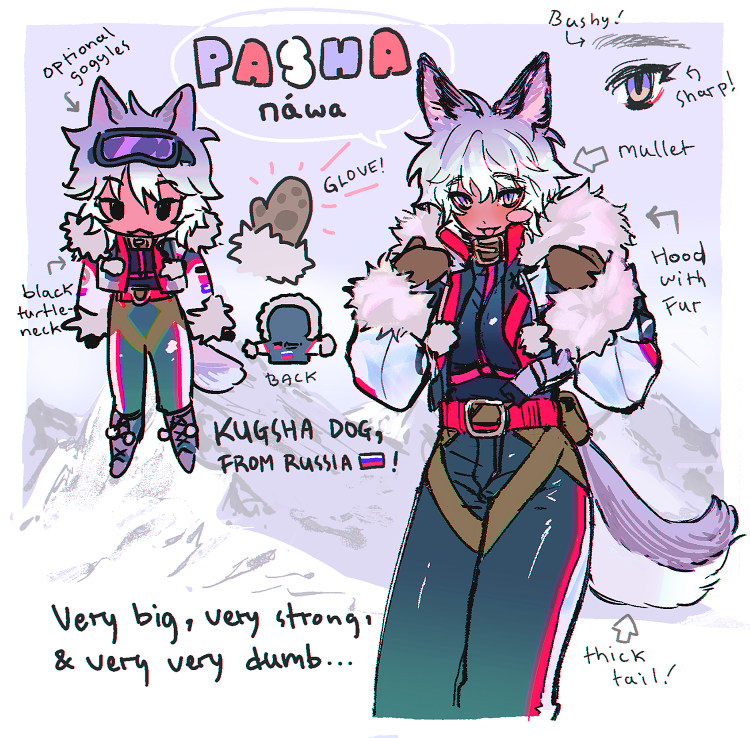 optional
goggles
PASHA
náwa
Bushy!
sharp!
mullet
GLOVE!
Hood
with
Fur
black
turtle-
neck
BACK
KUGSHA DOG,
FROM RUSSIA !
Very big, very strong,
& very very dumb...
thick
tail!